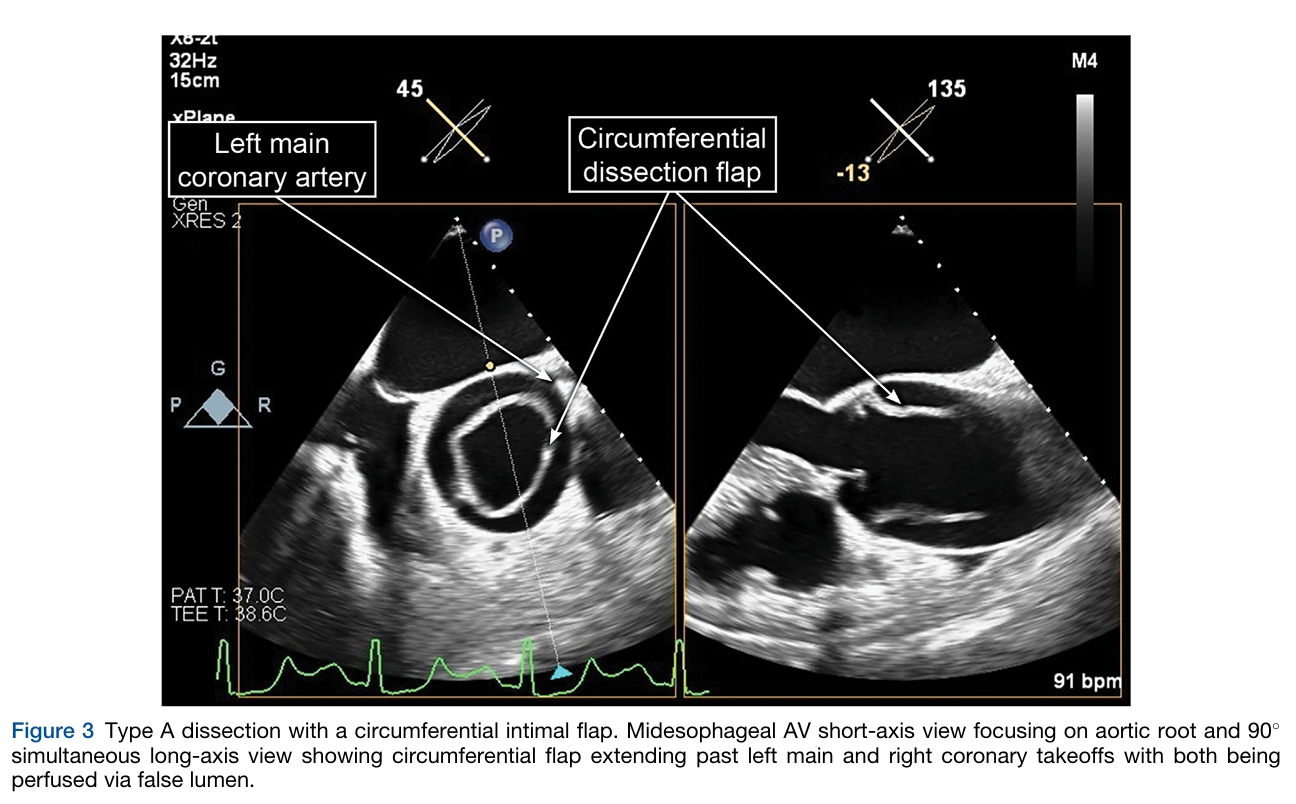 X8-2t
32Hz
15cm
xPlane
45
135
-13
M4
Left main
coronary artery
Circumferential
dissection flap
Gen
XRES 2
P
G
P
R
PAT T: 37.0C
TEE T: 38.6C
91 bpm
Figure 3 Type A dissection with a circumferential intimal flap. Midesophageal AV short-axis view focusing on aortic root and 90°
simultaneous long-axis view showing circumferential flap extending past left main and right coronary takeoffs with both being
perfused via false lumen.